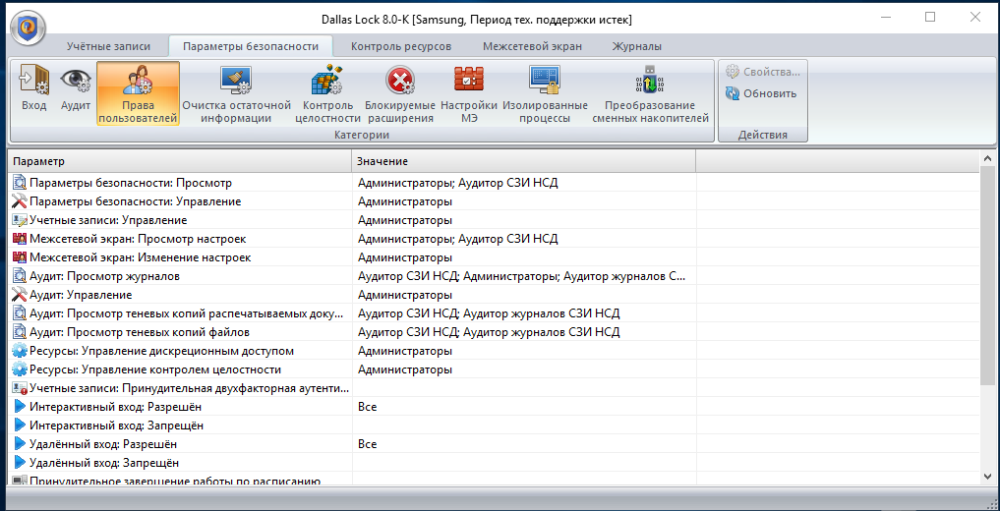 Dallas Lock 8.0-K [Samsung, Период тех. поддержки истек]
Учётные записи Параметры безопасности Контроль ресурсов Межсетевой экран Журналы
Вход Аудит Права пользователей Очистка остаточной информации Контроль целостности Блокируемые расширения Настройки МЭ Изолированные процессы Преобразование сменных накопителей
Свойства...
Обновить
Категории Действия
Параметр Значение
Параметры безопасности: Просмотр Администраторы; Аудитор СЗИ НСД
Параметры безопасности: Управление Администраторы
Учетные записи: Управление Администраторы
Межсетевой экран: Просмотр настроек Администраторы; Аудитор СЗИ НСД
Межсетевой экран: Изменение настроек Администраторы
Аудит: Просмотр журналов Аудитор СЗИ НСД; Администраторы; Аудитор журналов С...
Аудит: Управление Администраторы
Аудит: Просмотр теневых копий распечатываемых доку... Аудитор СЗИ НСД; Аудитор журналов СЗИ НСД
Аудит: Просмотр теневых копий файлов Аудитор СЗИ НСД; Аудитор журналов СЗИ НСД
Ресурсы: Управление дискреционным доступом Администраторы
Ресурсы: Управление контролем целостности Администраторы
Учетные записи: Принудительная двухфакторная аутенти...
Интерактивный вход: Разрешён Все
Интерактивный вход: Запрещён
Удалённый вход: Разрешён Все
Удалённый вход: Запрещён
Принудительное завершение работы по расписанию